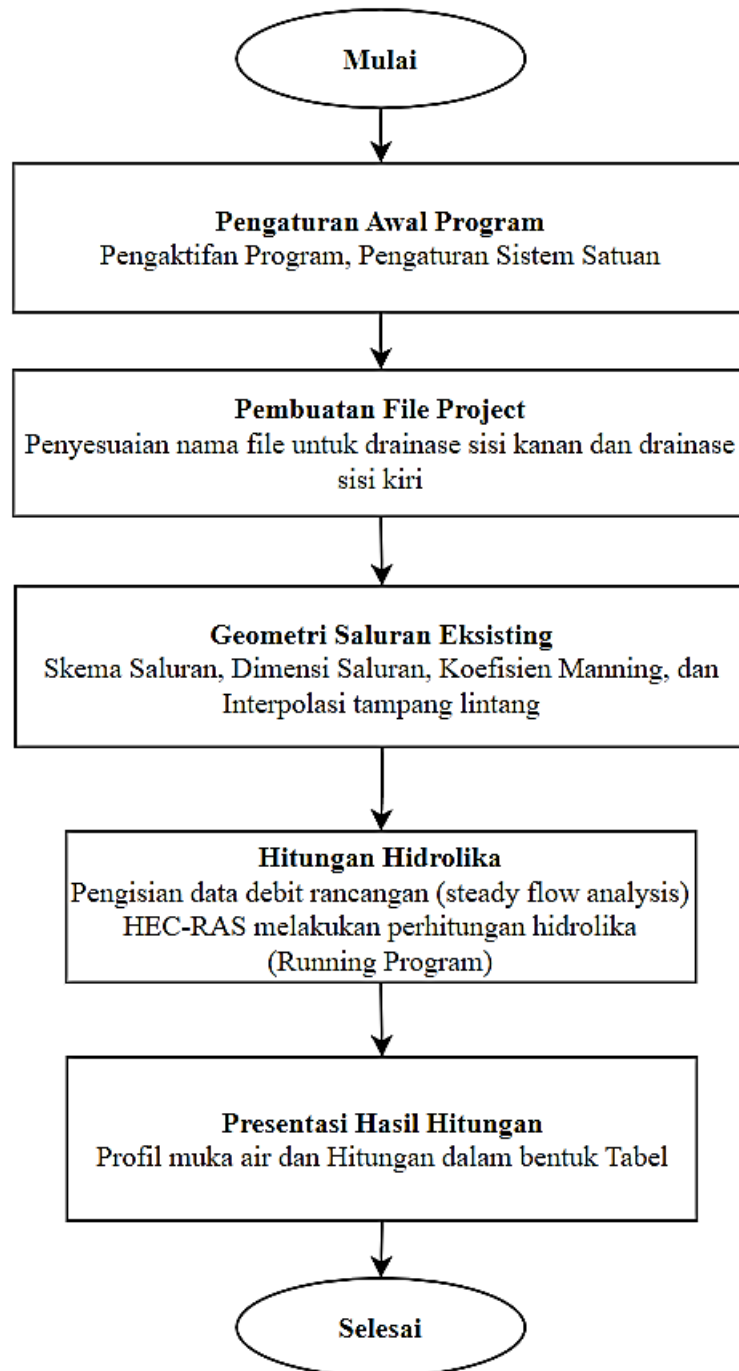 Mulai
Pengaturan Awal Program
Pengaktifan Program, Pengaturan Sistem Satuan
Pembuatan File Project
Penyesuaian nama file untuk drainase sisi kanan dan drainase
sisi kiri
Geometri Saluran Eksisting
Skema Saluran, Dimensi Saluran, Koefisien Manning, dan
Interpolasi tampang lintang
Hitungan Hidrolika
Pengisian data debit rancangan (steady flow analysis)
HEC-RAS melakukan perhitungan hidrolika
(Running Program)
Presentasi Hasil Hitungan
Profil muka air dan Hitungan dalam bentuk Tabel
Selesai